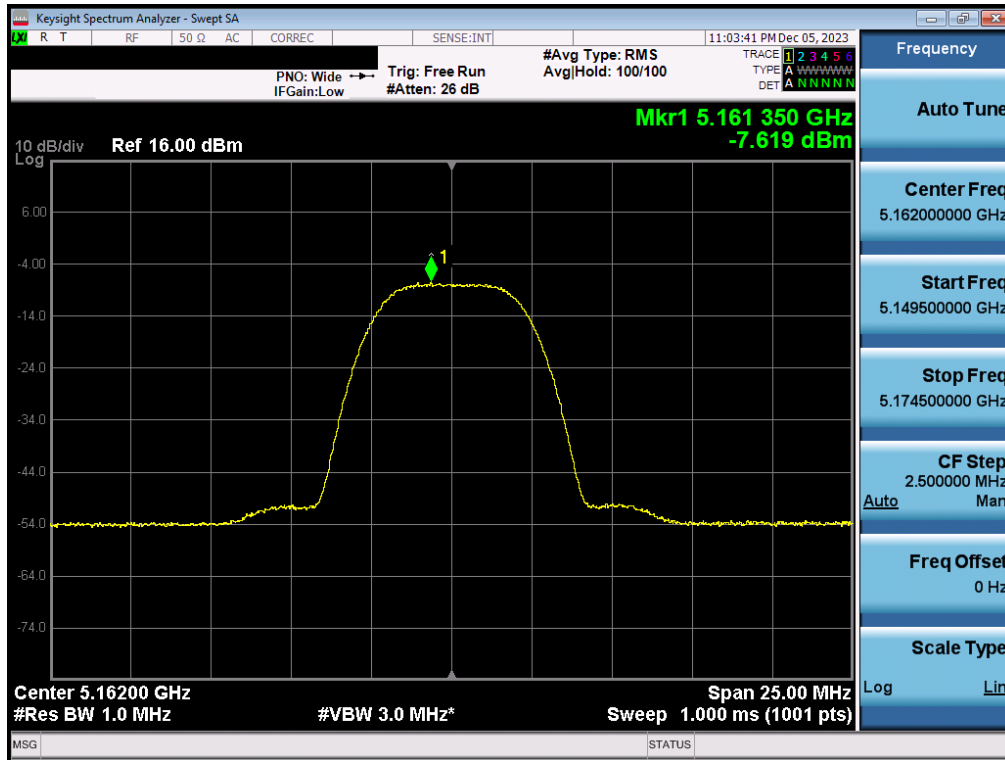 Keysight Spectrum Analyzer - Swept SA
LXI R T RF 50 Ω AC CORREC SENSE:INT 11:03:41 PM Dec 05, 2023
PNO: Wide
IFGain:Low
Trig: Free Run
#Atten: 26 dB
#Avg Type: RMS
Avg|Hold: 100/100
TRACE 1 2 3 4 5 6
TYPE A WWWWW
DET A N N N N N
Mkr1 5.161 350 GHz
-7.619 dBm
10 dB/div Ref 16.00 dBm
Log
6.00
-4.00
1
-14.0
-24.0
-34.0
-44.0
-54.0
-64.0
-74.0
Center 5.16200 GHz Span 25.00 MHz
#Res BW 1.0 MHz #VBW 3.0 MHz* Sweep 1.000 ms (1001 pts)
MSG STATUS
Frequency
Auto Tune
Center Freq
5.162000000 GHz
Start Freq
5.149500000 GHz
Stop Freq
5.174500000 GHz
CF Step
2.500000 MHz
Auto Man
Freq Offset
0 Hz
Scale Type
Log Lin